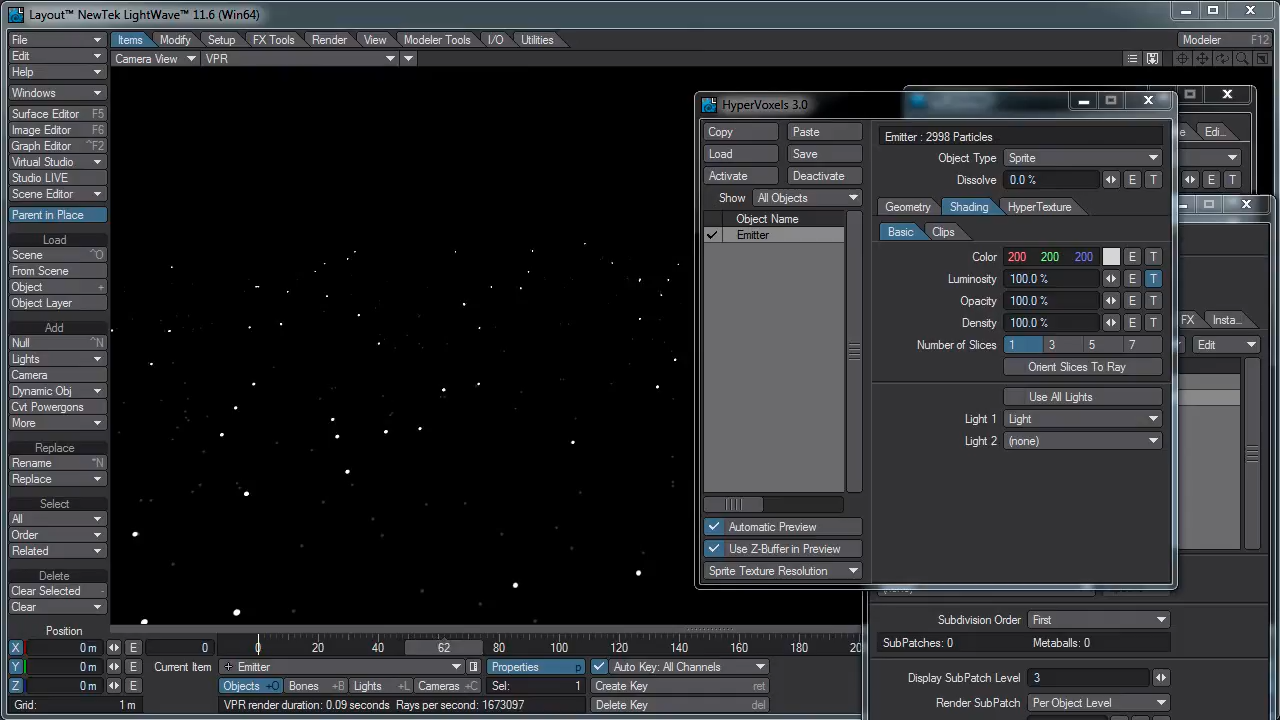 Layout™ NewTek LightWave™ 11.6 (Win64)
File
Items Modify Setup FX Tools Render View Modeler Tools I/O Utilities
Modeler F12
Edit
Camera View VPR
Help
Windows
Surface Editor F5
Image Editor F6
Graph Editor ^F2
Virtual Studio
Studio LIVE
Scene Editor
Parent in Place
Load
Scene ^O
From Scene
Object +
Object Layer
Add
Null ^N
Lights
Camera
Dynamic Obj
Cvt Powergons
More
Replace
Rename ^N
Replace
Select
All
Order
Related
Delete
Clear Selected -
Clear
HyperVoxels 3.0
Copy Paste
Load Save
Activate Deactivate
Show All Objects
Object Name
Emitter
Automatic Preview
Use Z-Buffer in Preview
Sprite Texture Resolution
Emitter : 2998 Particles
Object Type Sprite
Dissolve 0.0 % E T
Geometry Shading HyperTexture
Basic Clips
Color 200 200 200 E T
Luminosity 100.0 % E T
Opacity 100.0 % E T
Density 100.0 % E T
Number of Slices 1 3 5 7
Orient Slices To Ray
Use All Lights
Light 1 Light
Light 2 (none)
e Edi...
E T
FX Insta...
Edit
Subdivision Order First
SubPatches: 0 Metaballs: 0
Display SubPatch Level 3
Render SubPatch Per Object Level
Position
X 0 m E 0
0 20 40 62 80 100 120 140 160 180 20
Y 0 m E Current Item Emitter Properties p Auto Key: All Channels
Z 0 m E Objects +O Bones +B Lights +L Cameras +C Sel: 1 Create Key ret
Grid: 1 m VPR render duration: 0.09 seconds Rays per second: 1673097 Delete Key del